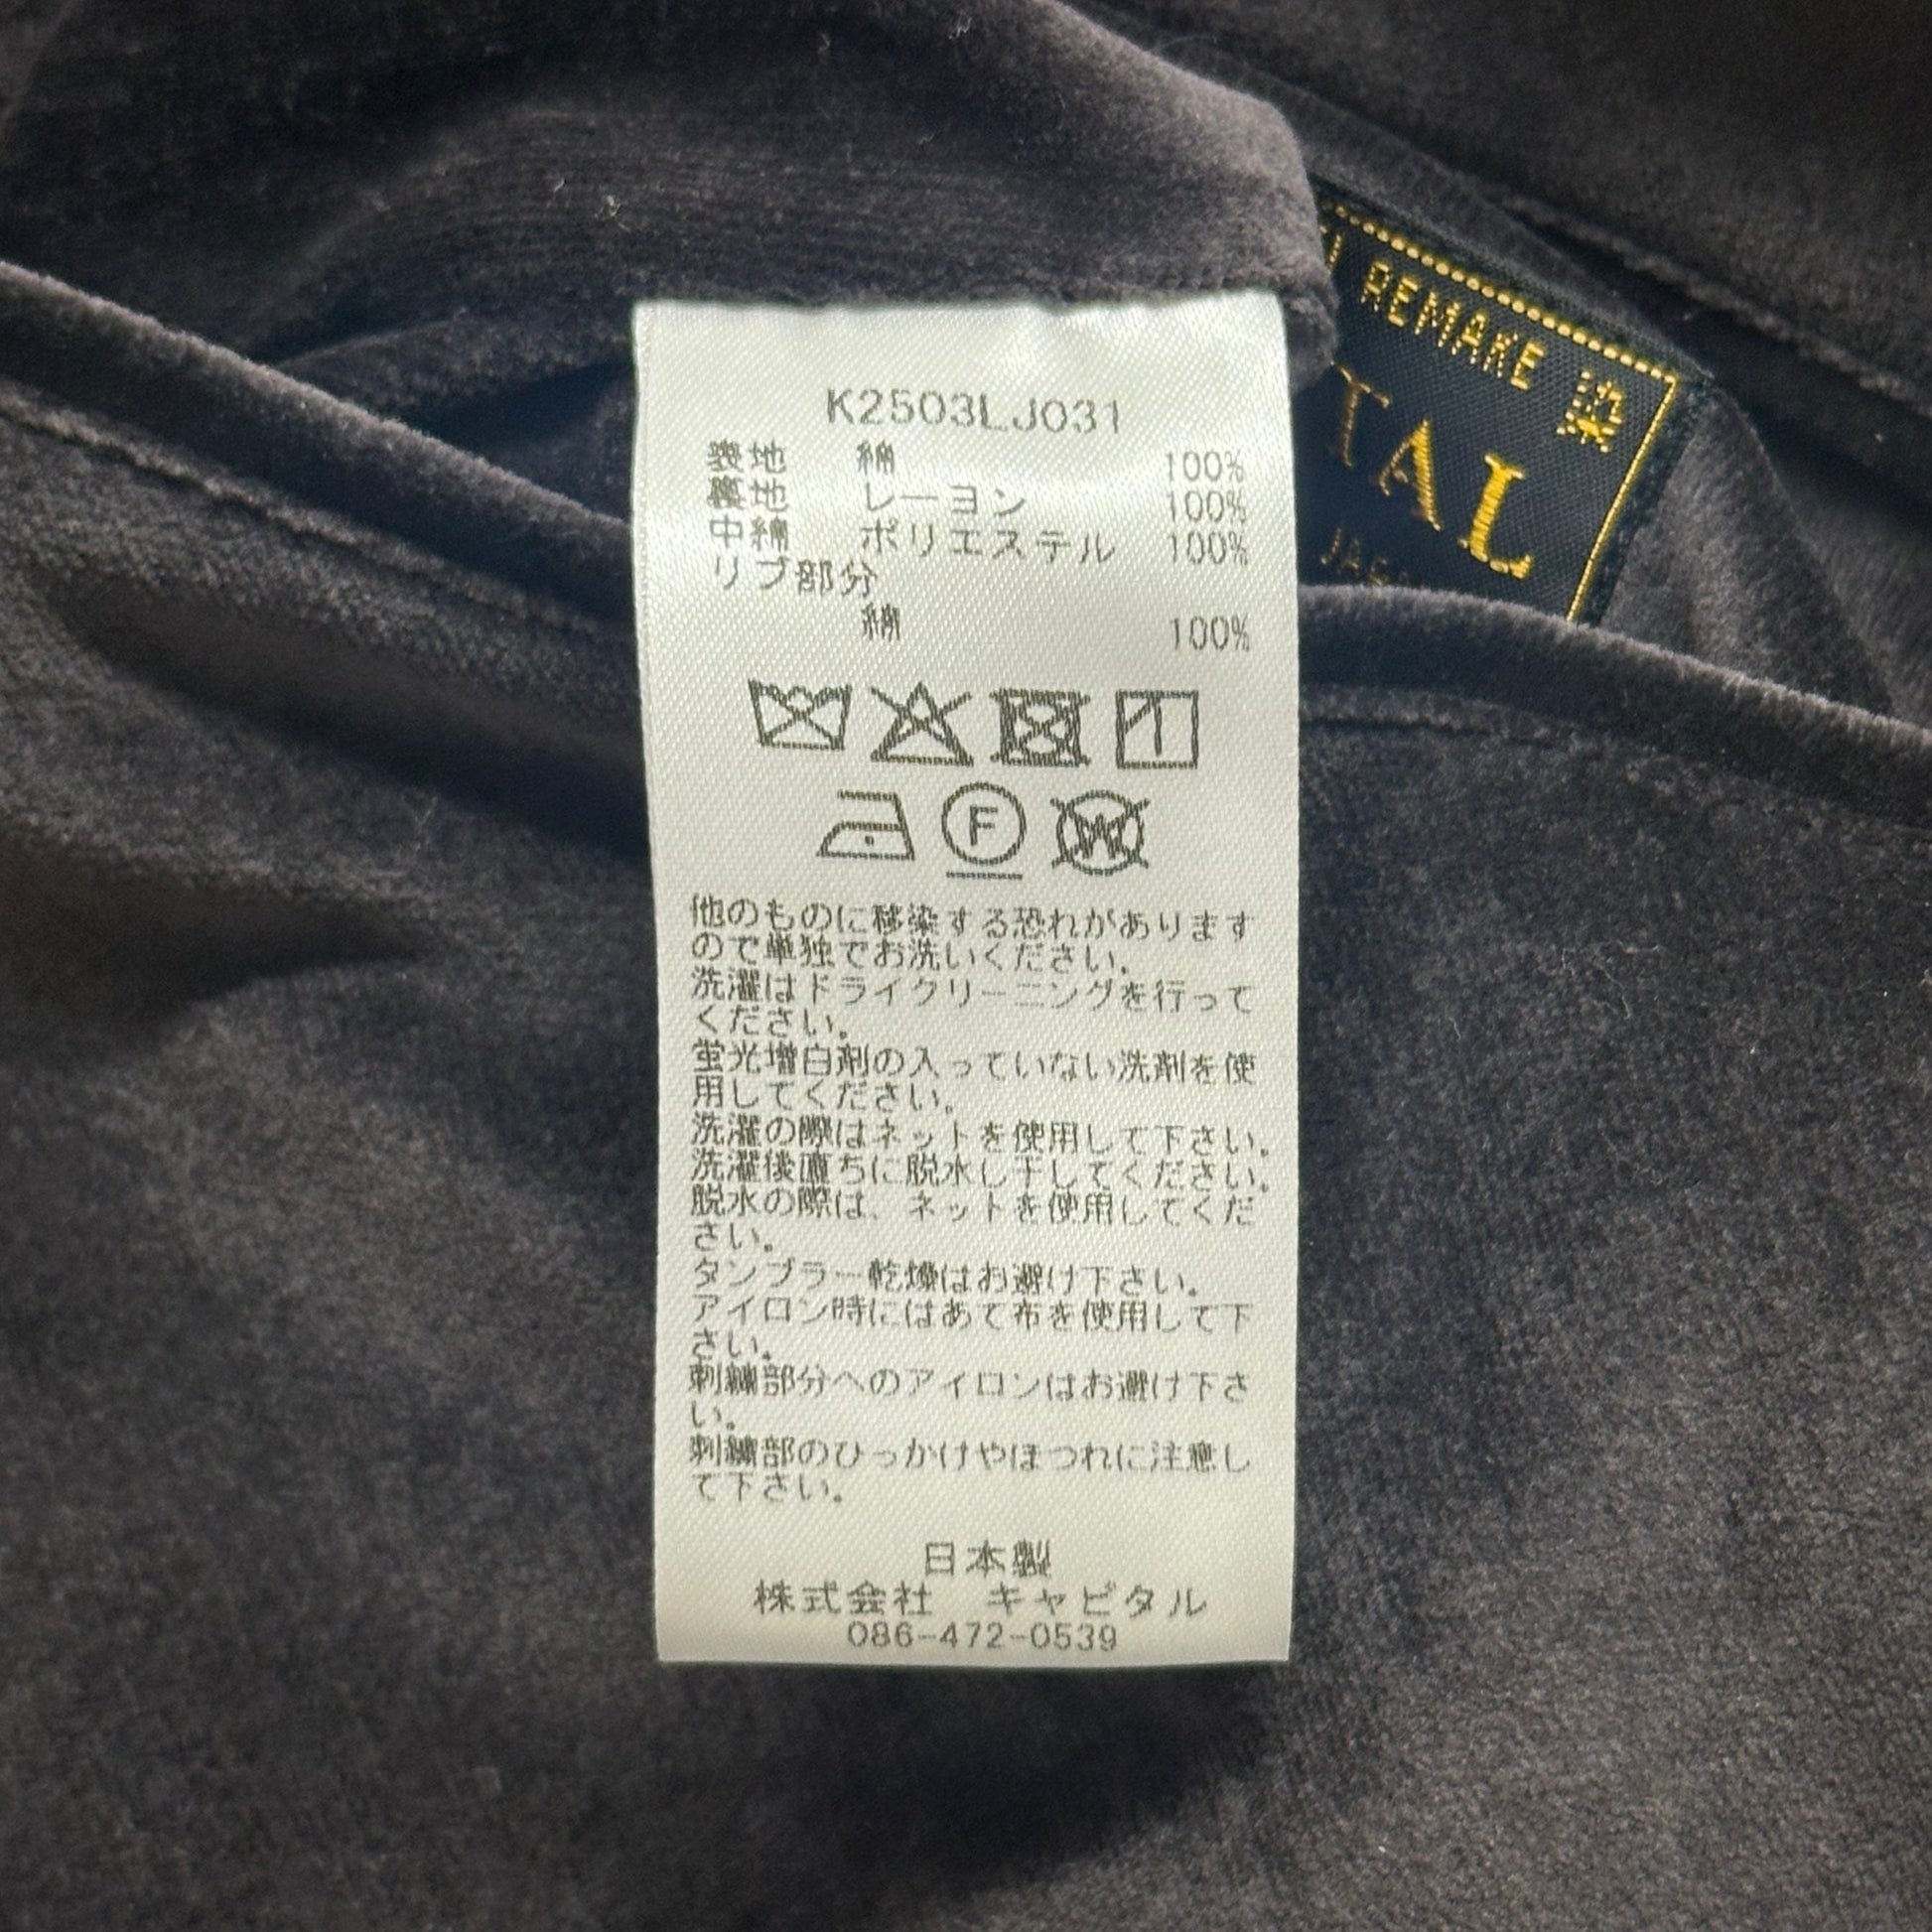 K2503LJ031
表地 綿 100%
裏地 レーヨン 100%
中綿 ポリエステル 100%
リブ部分
綿 100%
F
W
他のものに移染する恐れがあります
ので単独でお洗いください。
洗濯はドライクリーニングを行って
ください。
蛍光増白剤の入っていない洗剤を使
用してください。
洗濯の際はネットを使用して下さい。
洗濯後直ちに脱水し干してください。
脱水の際は、ネットを使用してくだ
さい。
タンブラー乾燥はお避け下さい。
アイロン時にはあて布を使用して下
さい。
刺繍部分へのアイロンはお避け下さ
い。
刺繍部のひっかけやほつれに注意し
て下さい。
日本製
株式会社 キャピタル
086-472-0539
REMAKE 染
TAL